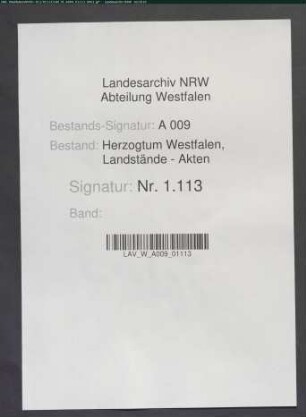 Landesarchiv NRW
Abteilung Westfalen
Bestands-Signatur: A 009
Bestand: Herzogtum Westfalen,
Landstände - Akten
Signatur: Nr. 1.113
Band:
LAV_W_A009_01113